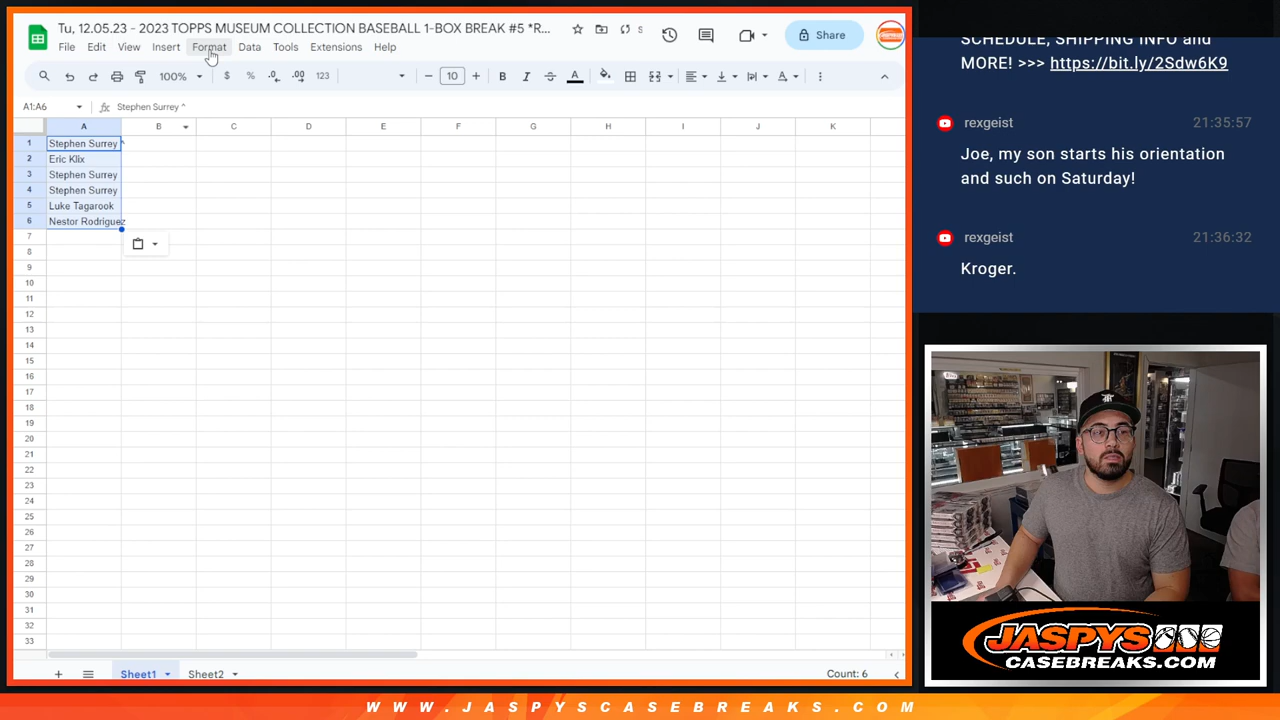 Tu, 12.05.23 - 2023 TOPPS MUSEUM COLLECTION BASEBALL 1-BOX BREAK #5 *R...
File Edit View Insert Format Data Tools Extensions Help
Share
100% $ % .0 .00 123 10 B I S A
A1:A6 fx Stephen Surrey ^
A B C D E F G H I J K
1 Stephen Surrey ^
2 Eric Klix
3 Stephen Surrey
4 Stephen Surrey
5 Luke Tagarook
6 Nestor Rodriguez
7
8
9
10
11
12
13
14
15
16
17
18
19
20
21
22
23
24
25
26
27
28
29
30
31
32
33
Sheet1 Sheet2 Count: 6
SCHEDULE, SHIPPING INFO and
MORE! >>> https://bit.ly/2Sdw6K9
rexgeist 21:35:57
Joe, my son starts his orientation
and such on Saturday!
rexgeist 21:36:32
Kroger.
JASPYS
CASEBREAKS.COM
WWW.JASPYSCASEBREAKS.COM